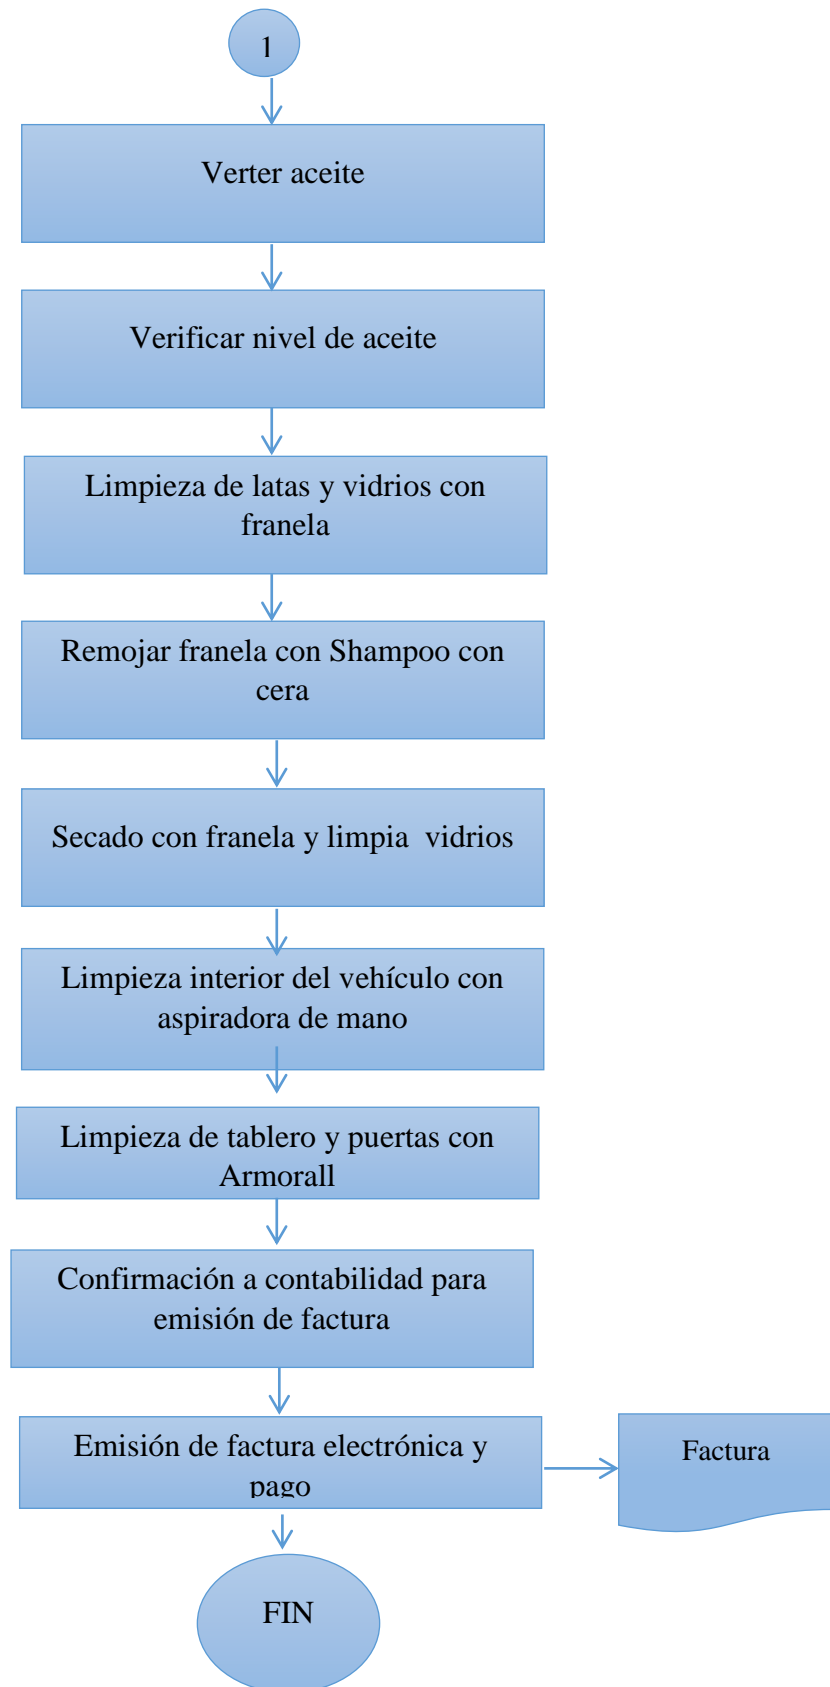 1
Verter aceite
Verificar nivel de aceite
Limpieza de latas y vidrios con
franela
Remojar franela con Shampoo con
cera
Secado con franela y limpia  vidrios
Limpieza interior del vehículo con
aspiradora de mano
Limpieza de tablero y puertas con
Armorall
Confirmación a contabilidad para
emisión de factura
Emisión de factura electrónica y
pago
Factura
FIN